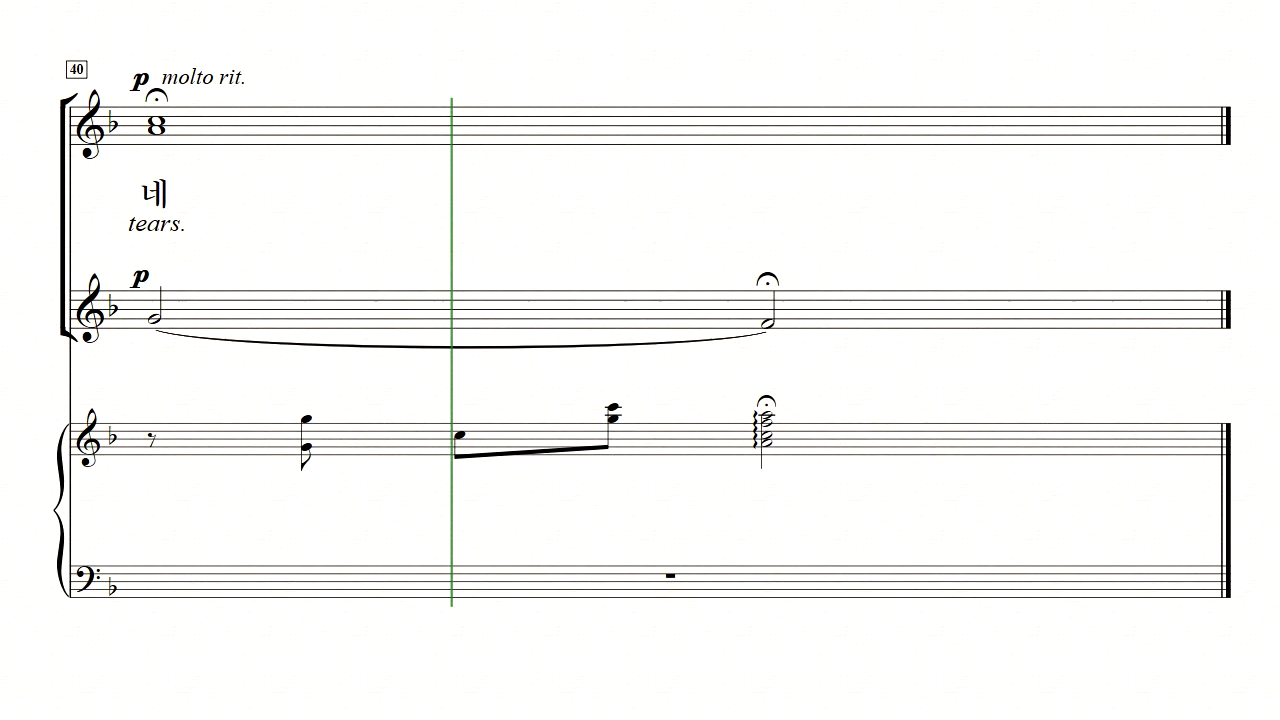 40
p molto rit.
네
tears.
p